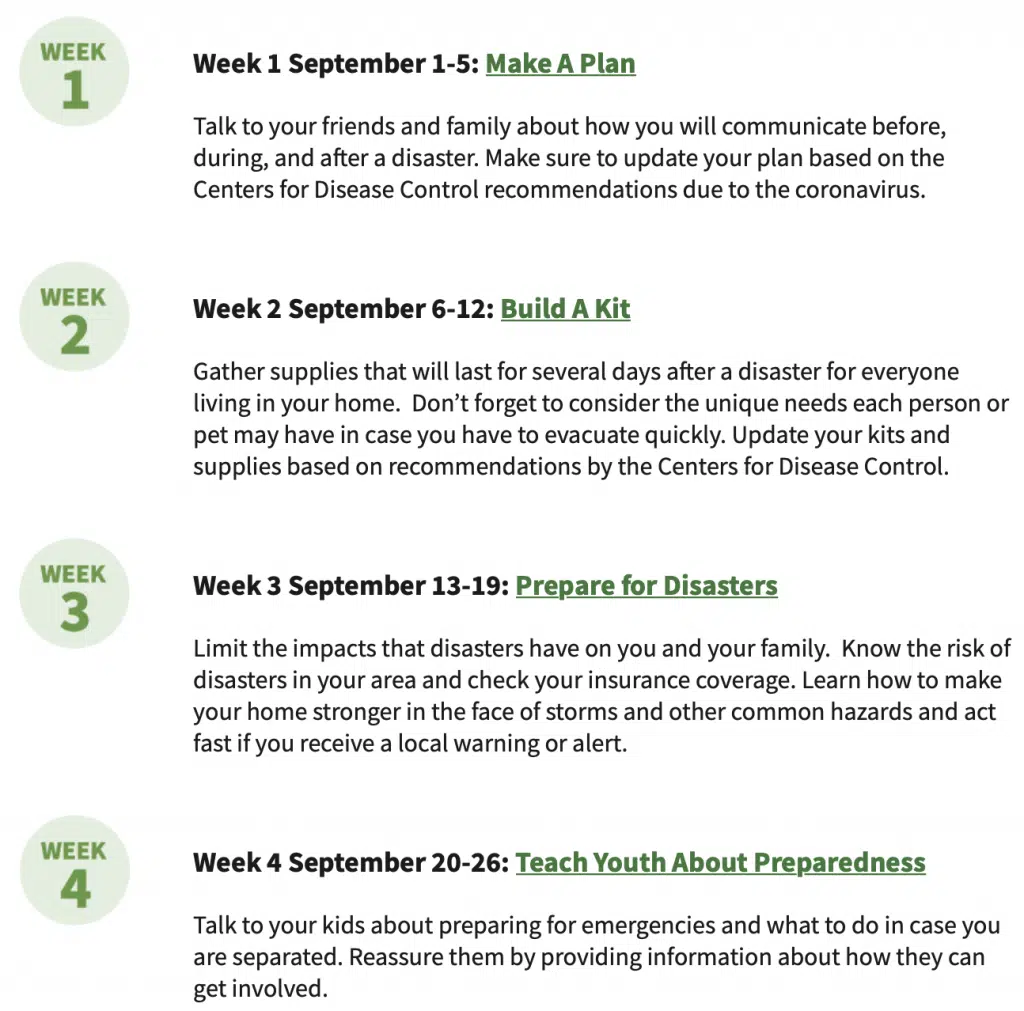 WEEK
1
Week 1 September 1-5: Make A Plan
Talk to your friends and family about how you will communicate before,
during, and after a disaster. Make sure to update your plan based on the
Centers for Disease Control recommendations due to the coronavirus.
WEEK
2
Week 2 September 6-12: Build A Kit
Gather supplies that will last for several days after a disaster for everyone
living in your home.  Don’t forget to consider the unique needs each person or
pet may have in case you have to evacuate quickly. Update your kits and
supplies based on recommendations by the Centers for Disease Control.
WEEK
3
Week 3 September 13-19: Prepare for Disasters
Limit the impacts that disasters have on you and your family.  Know the risk of
disasters in your area and check your insurance coverage. Learn how to make
your home stronger in the face of storms and other common hazards and act
fast if you receive a local warning or alert.
WEEK
4
Week 4 September 20-26: Teach Youth About Preparedness
Talk to your kids about preparing for emergencies and what to do in case you
are separated. Reassure them by providing information about how they can
get involved.